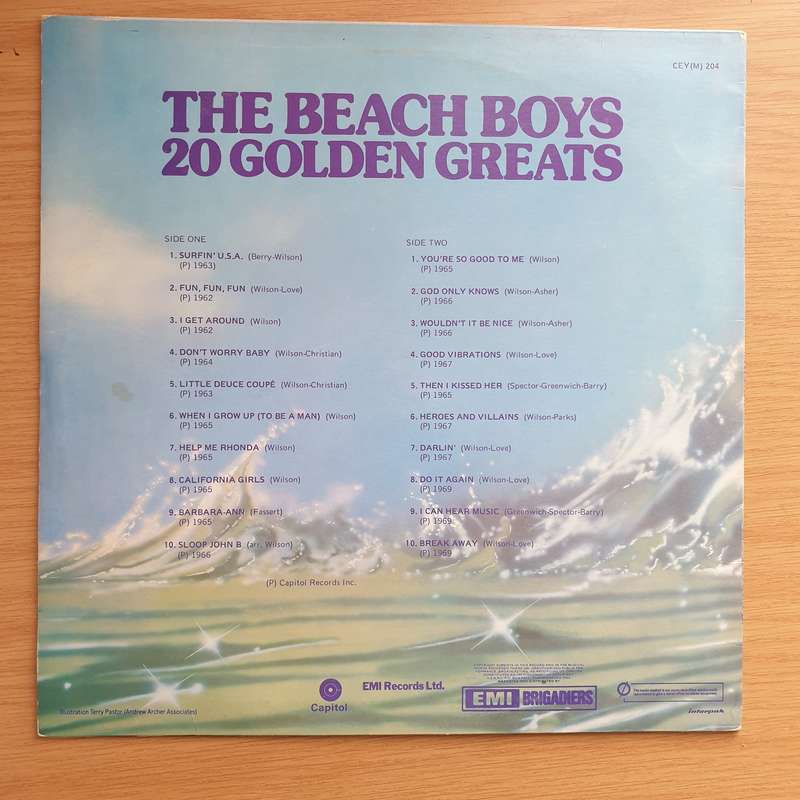 CEY(M) 204
THE BEACH BOYS
20 GOLDEN GREATS
SIDE ONE
1. SURFIN' U.S.A. (Berry-Wilson)
(P) 1963)
2. FUN, FUN, FUN (Wilson-Love)
(P) 1962
3. I GET AROUND (Wilson)
(P) 1962
4. DON'T WORRY BABY (Wilson-Christian)
(P) 1964
5. LITTLE DEUCE COUPÉ (Wilson-Christian)
(P) 1963
6. WHEN I GROW UP (TO BE A MAN) (Wilson)
(P) 1965
7. HELP ME RHONDA (Wilson)
(P) 1965
8. CALIFORNIA GIRLS (Wilson)
(P) 1965
9. BARBARA-ANN (Fassert)
(P) 1965
10. SLOOP JOHN B (arr. Wilson)
(P) 1966
SIDE TWO
1. YOU'RE SO GOOD TO ME (Wilson)
(P) 1965
2. GOD ONLY KNOWS (Wilson-Asher)
(P) 1966
3. WOULDN'T IT BE NICE (Wilson-Asher)
(P) 1966
4. GOOD VIBRATIONS (Wilson-Love)
(P) 1967
5. THEN I KISSED HER (Spector-Greenwich-Barry)
(P) 1965
6. HEROES AND VILLAINS (Wilson-Parks)
(P) 1967
7. DARLIN' (Wilson-Love)
(P) 1967
8. DO IT AGAIN (Wilson-Love)
(P) 1969
9. I CAN HEAR MUSIC (Greenwich-Spector-Barry)
(P) 1969
10. BREAK AWAY (Wilson-Love)
(P) 1969
(P) Capitol Records Inc.
Illustration Terry Pastor (Andrew Archer Associates)
Capitol
EMI Records Ltd.
EMI BRIGADIERS
interpak